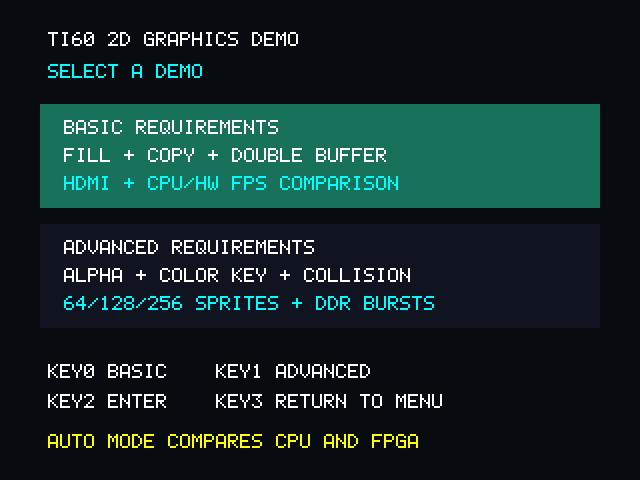 TI60 2D GRAPHICS DEMO
SELECT A DEMO
BASIC REQUIREMENTS
FILL + COPY + DOUBLE BUFFER
HDMI + CPU/HW FPS COMPARISON
ADVANCED REQUIREMENTS
ALPHA + COLOR KEY + COLLISION
64/128/256 SPRITES + DDR BURSTS
KEY0 BASIC    KEY1 ADVANCED
KEY2 ENTER    KEY3 RETURN TO MENU
AUTO MODE COMPARES CPU AND FPGA